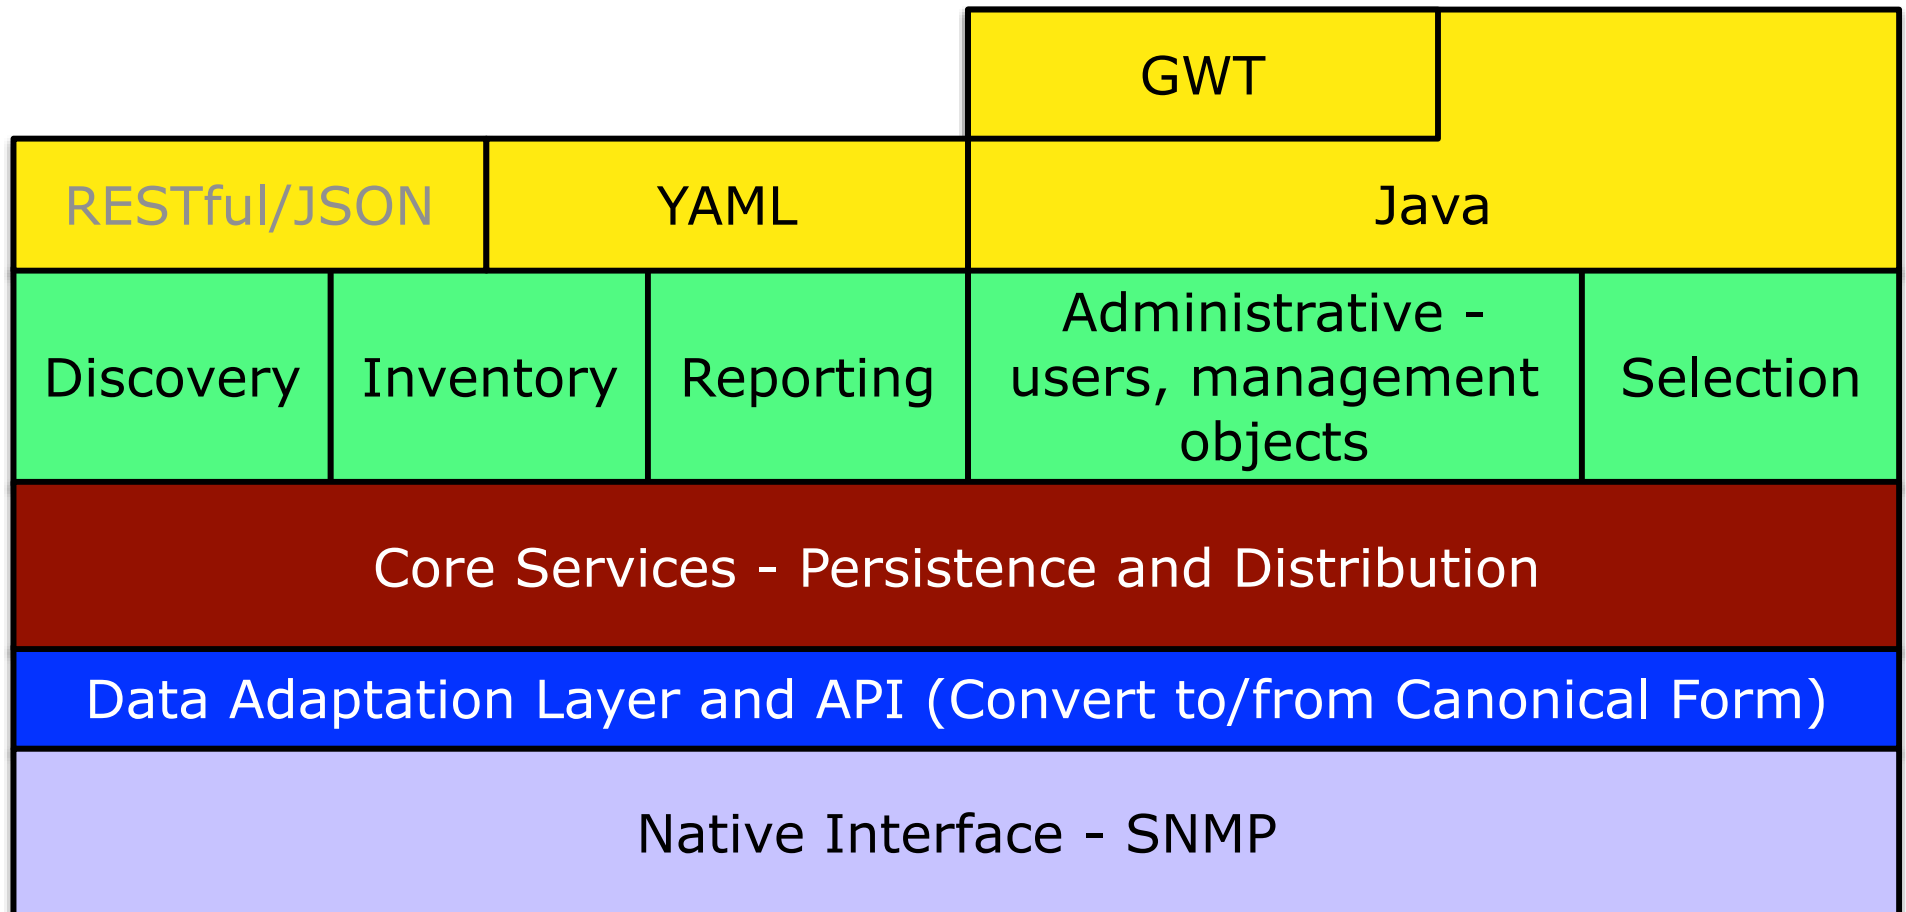 GWT
RESTful/JSON
YAML
Java
Discovery
Inventory
Reporting
Administrative -
users, management
objects
Selection
Core Services - Persistence and Distribution
Data Adaptation Layer and API (Convert to/from Canonical Form)
Native Interface - SNMP